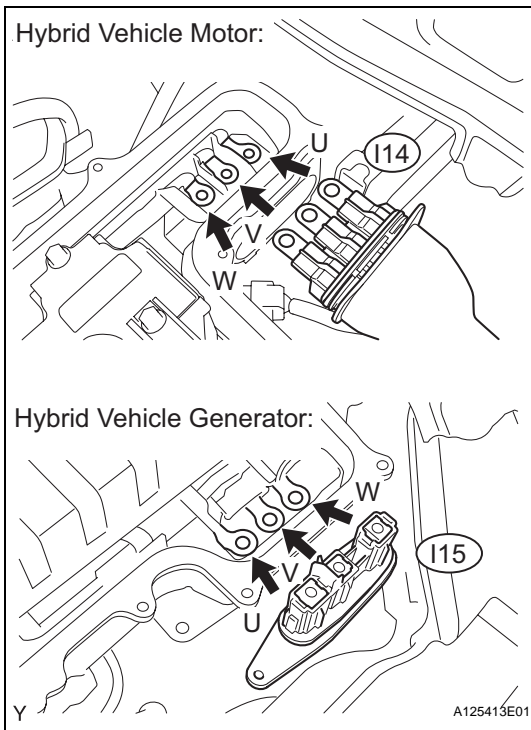 Hybrid Vehicle Motor:
U
I14
V
W
Hybrid Vehicle Generator:
W
I15
V
U
Y
A125413E01